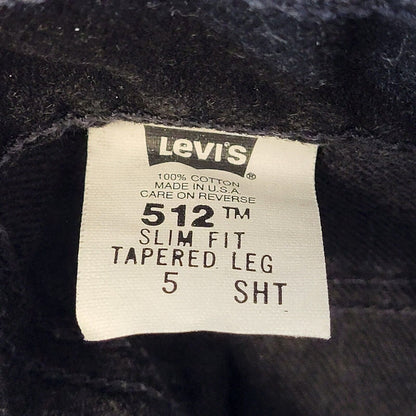 LEVI'S ®
100% COTTON
MADE IN U.S.A.
CARE ON REVERSE
512™
SLIM FIT
TAPERED LEG
5 SHT